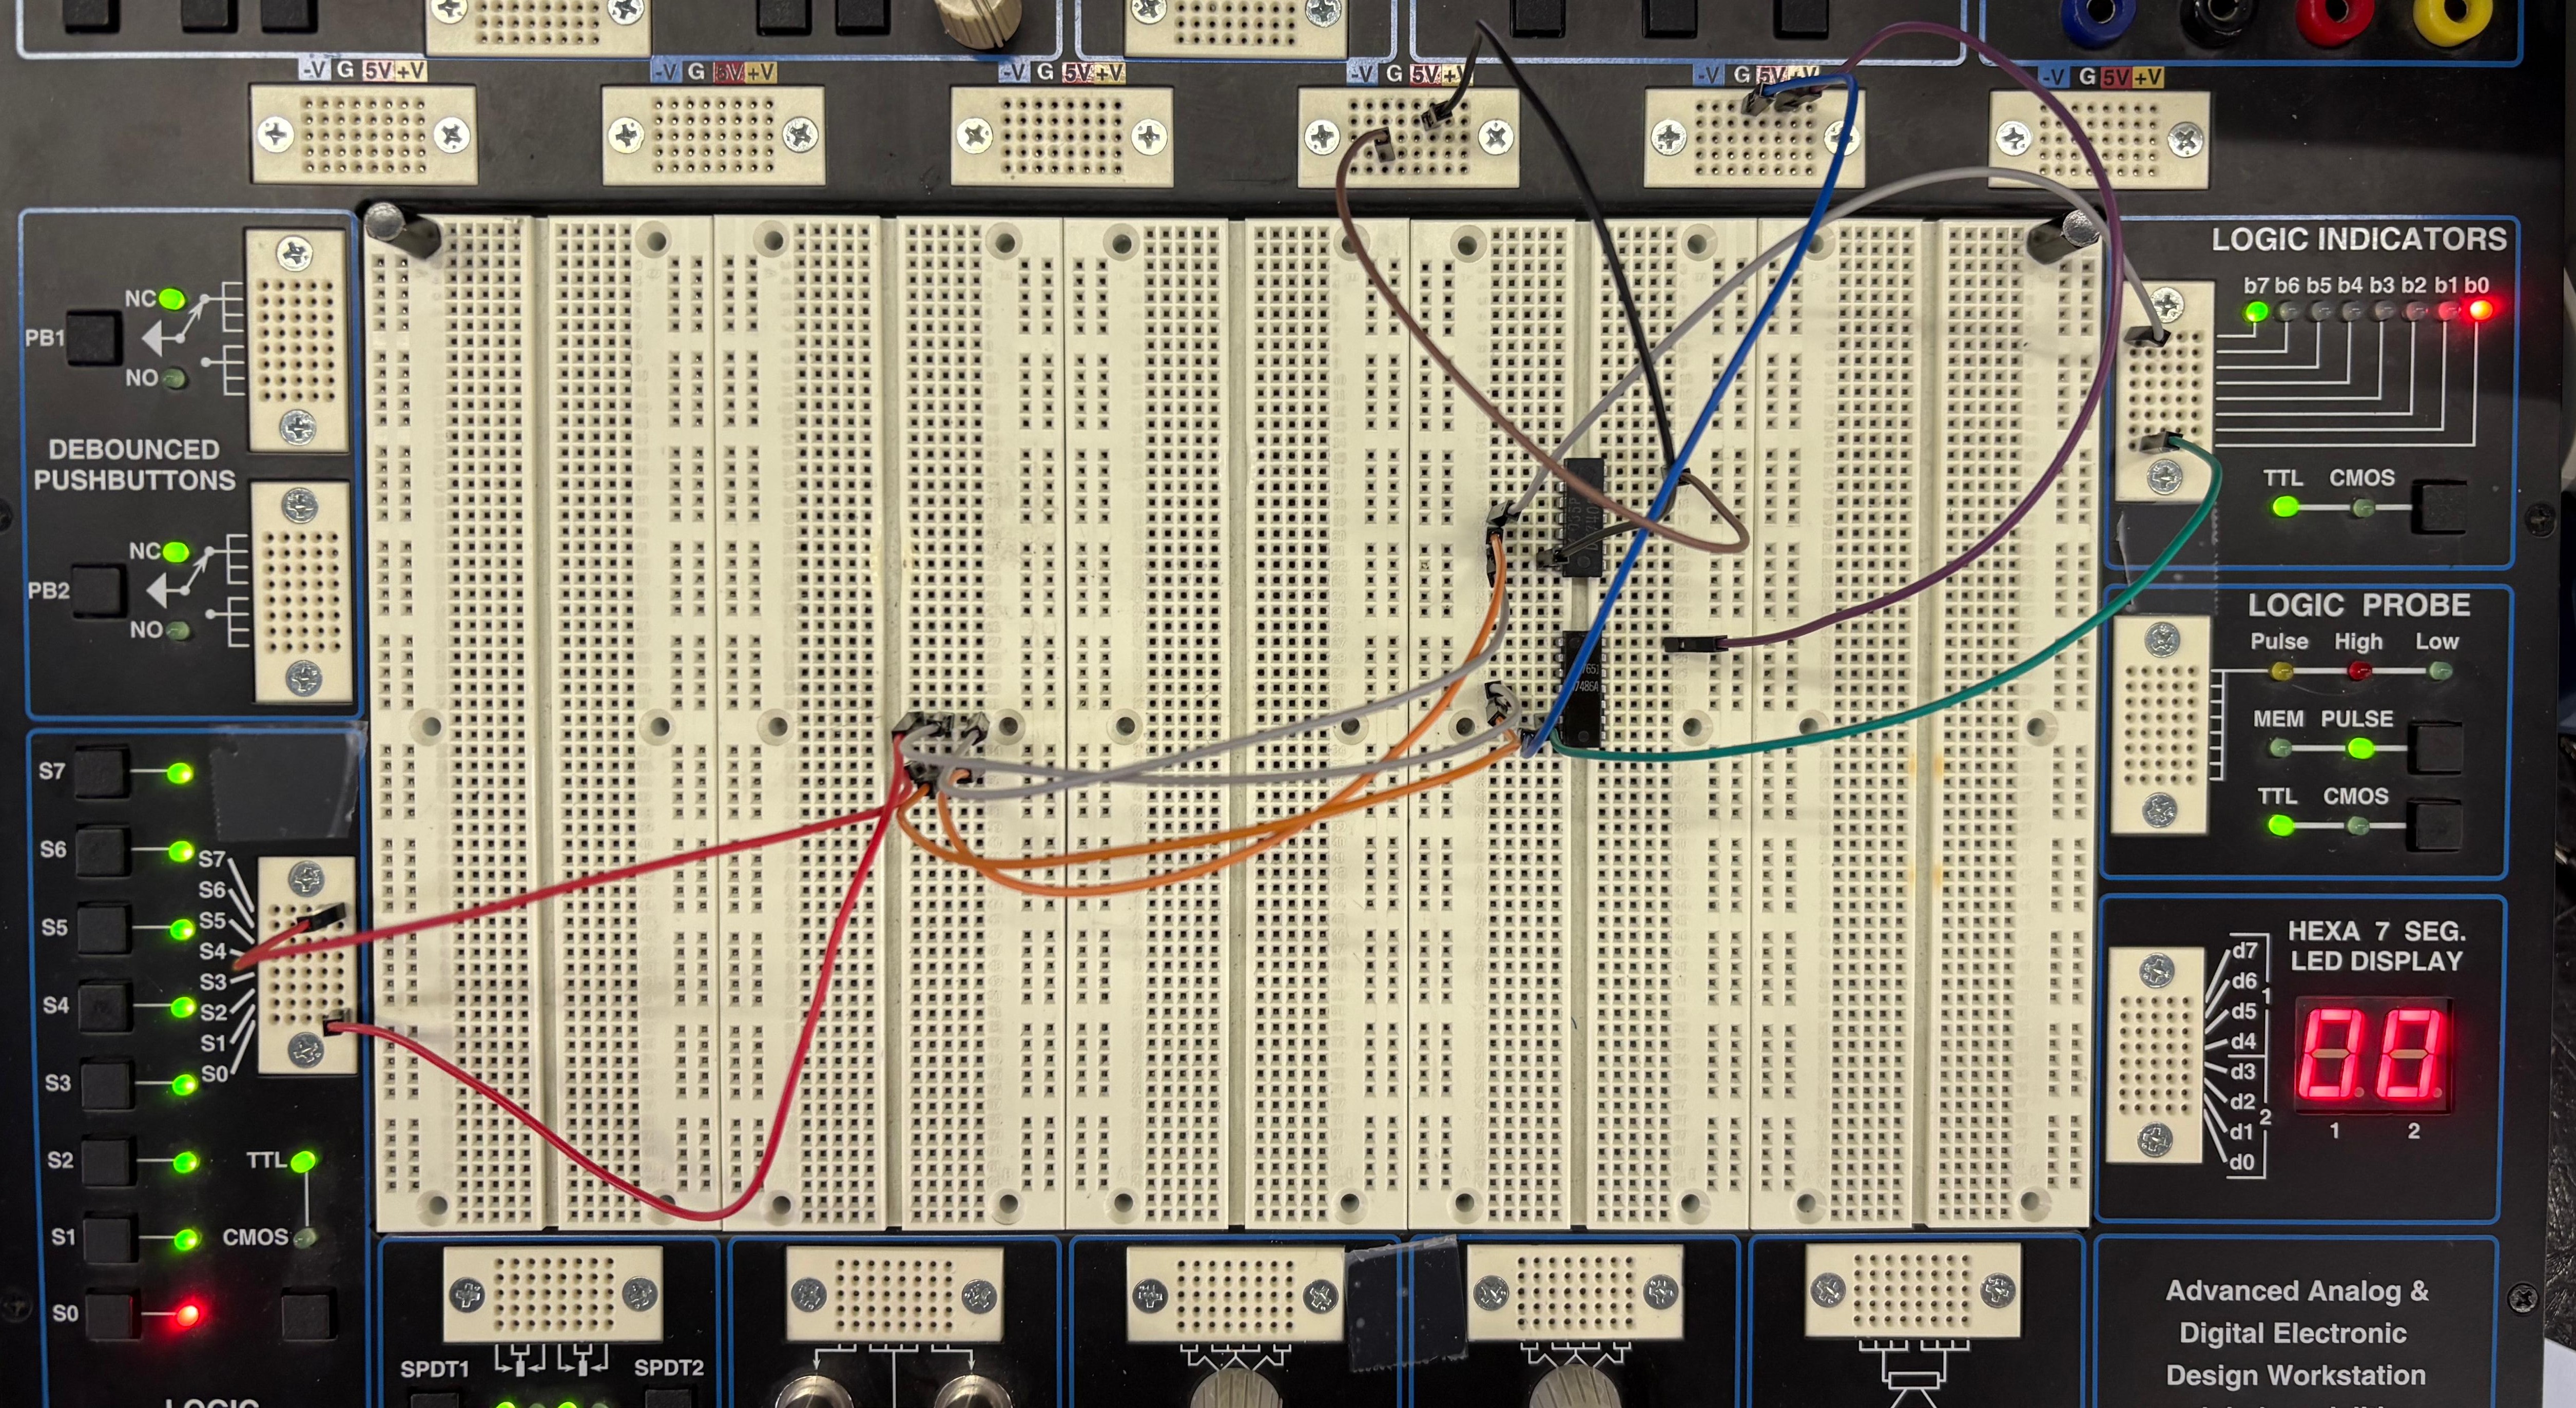 -V G 5V +V
-V G 5V +V
-V G 5V +V
-V G 5V +V
-V G 5V +V
-V G 5V +V
NC
PB1
NO
DEBOUNCED
PUSHBUTTONS
NC
PB2
NO
S7
S6
S5
S4
S3
S2
S1
S0
S7
S6
S5
S4
S3
S2
S1
S0
TTL
CMOS
SPDT1
SPDT2
LOGIC INDICATORS
b7 b6 b5 b4 b3 b2 b1 b0
TTL CMOS
LOGIC PROBE
Pulse High Low
MEM PULSE
TTL CMOS
HEXA 7 SEG.
LED DISPLAY
d7
d6
d5
d4
d3
d2
d1
d0
1
2
00
1 2
Advanced Analog &
Digital Electronic
Design Workstation